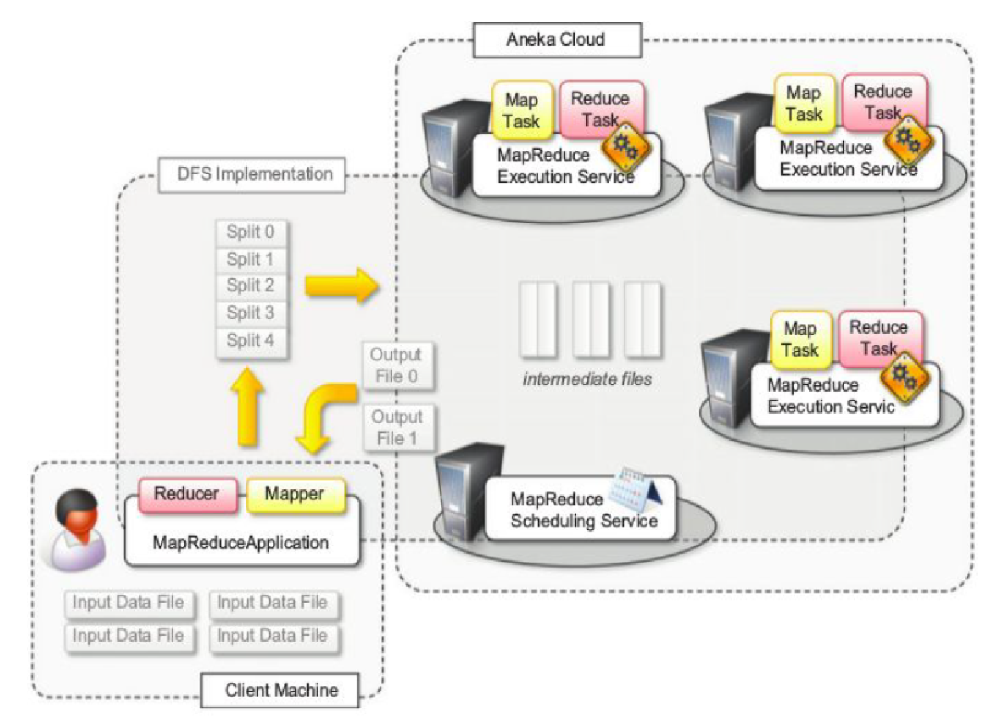 Aneka Cloud
Map
Task
Reduce
Task
MapReduce
Execution Service
Map
Task
Reduce
Task
MapReduce
Execution Service
DFS Implementation
Split 0
Split 1
Split 2
Split 3
Split 4
Output
File 0
Output
File 1
intermediate files
Map
Task
Reduce
Task
MapReduce
Execution Servic
MapReduce
Scheduling Service
Reducer
Mapper
MapReduceApplication
Input Data File
Input Data File
Input Data File
Input Data File
Client Machine